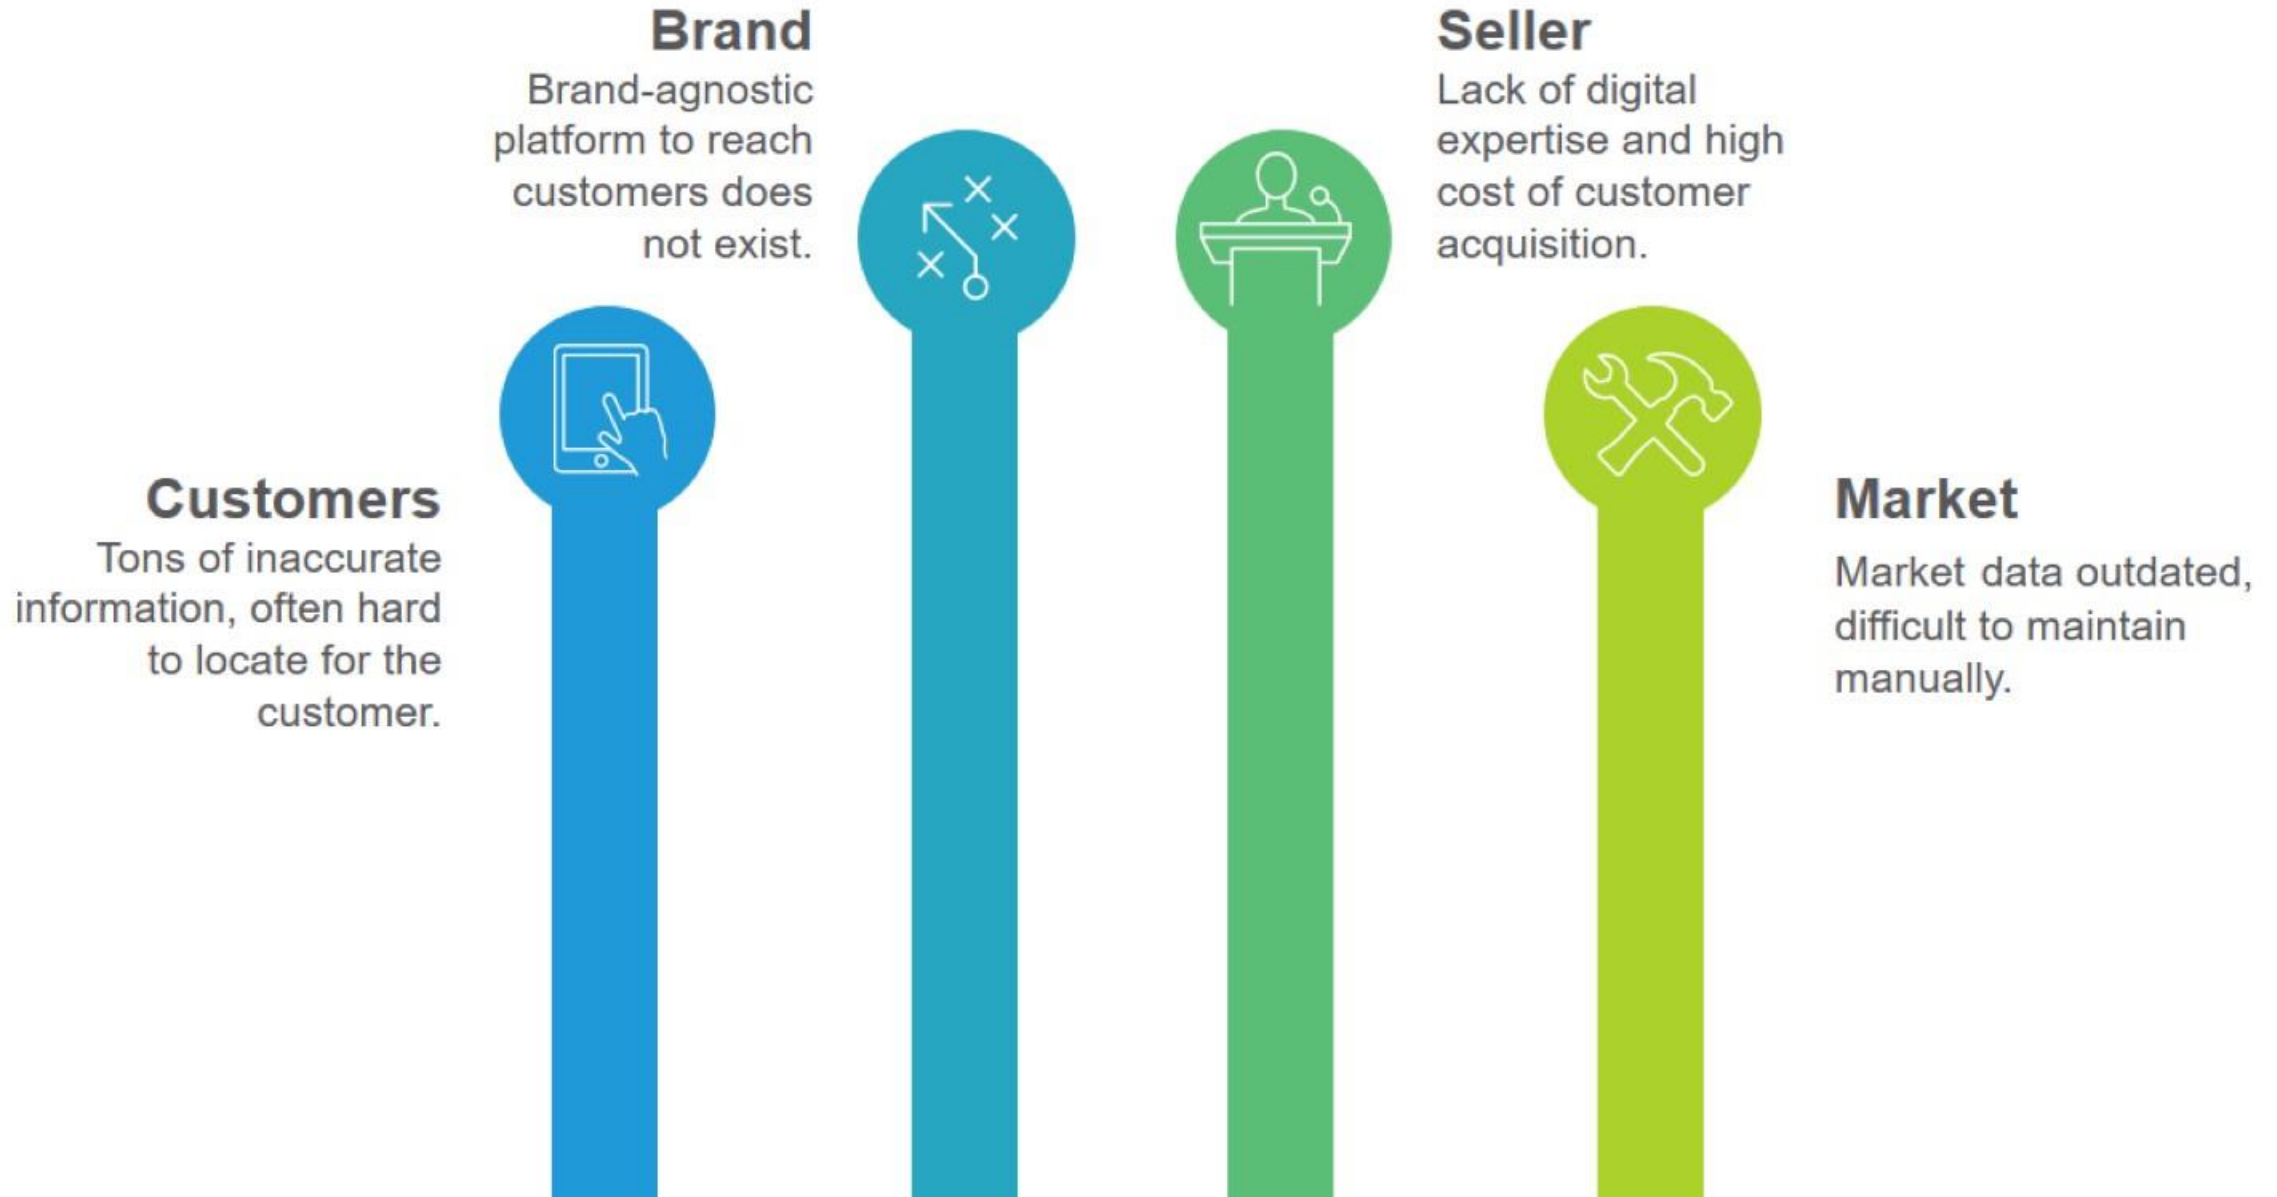 Brand
Brand-agnostic
platform to reach
customers does
not exist.
Seller
Lack of digital
expertise and high
cost of customer
acquisition.
Customers
Tons of inaccurate
information, often hard
to locate for the
customer.
Market
Market data outdated,
difficult to maintain
manually.